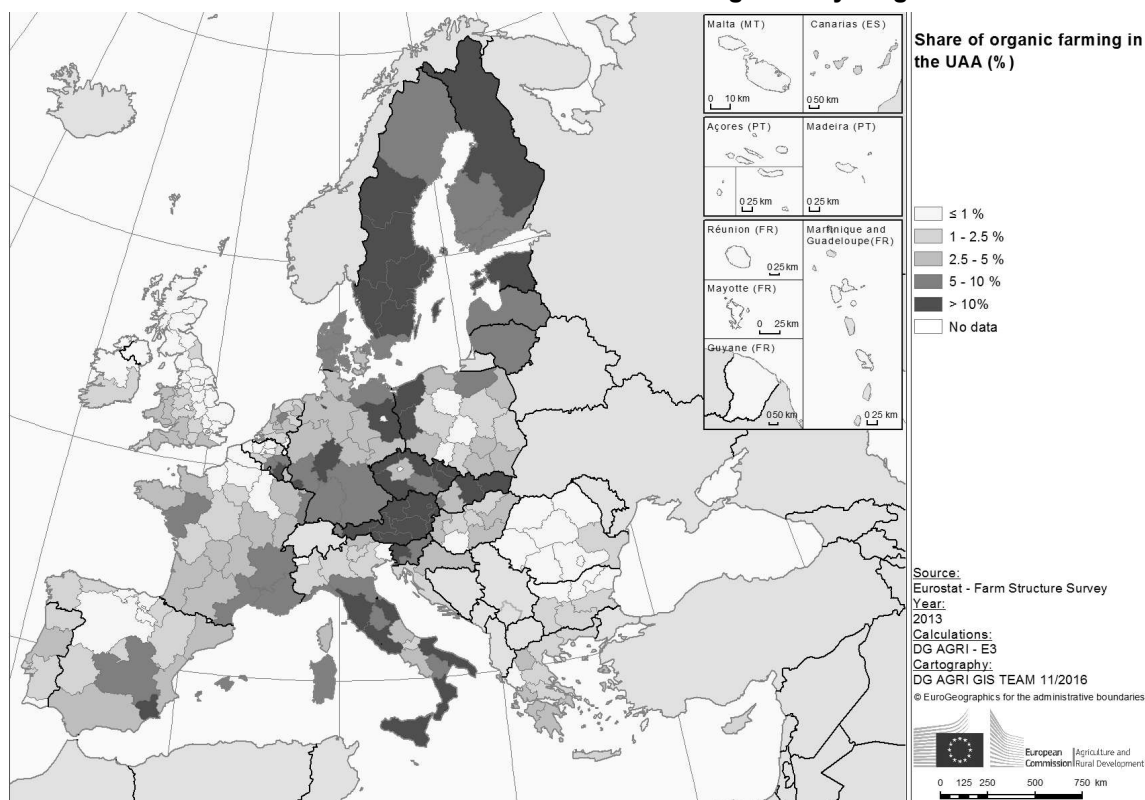 Malta (MT)
Canarias (ES)
0 10 km
0 50 km
Açores (PT)
Madeira (PT)
0 25 km
0 25 km
Réunion (FR)
Martinique and
Guadeloupe(FR)
0 25 km
Mayotte (FR)
0 25 km
Guyane (FR)
0 50 km
0 25 km
Share of organic farming in
the UAA (%)
≤ 1 %
1 - 2.5 %
2.5 - 5 %
5 - 10 %
> 10%
No data
Source:
Eurostat - Farm Structure Survey
Year:
2013
Calculations:
DG AGRI - E3
Cartography:
DG AGRI GIS TEAM 11/2016
© EuroGeographics for the administrative boundaries
European
Commission
Agriculture and
Rural Development
0 125 250 500 750 km